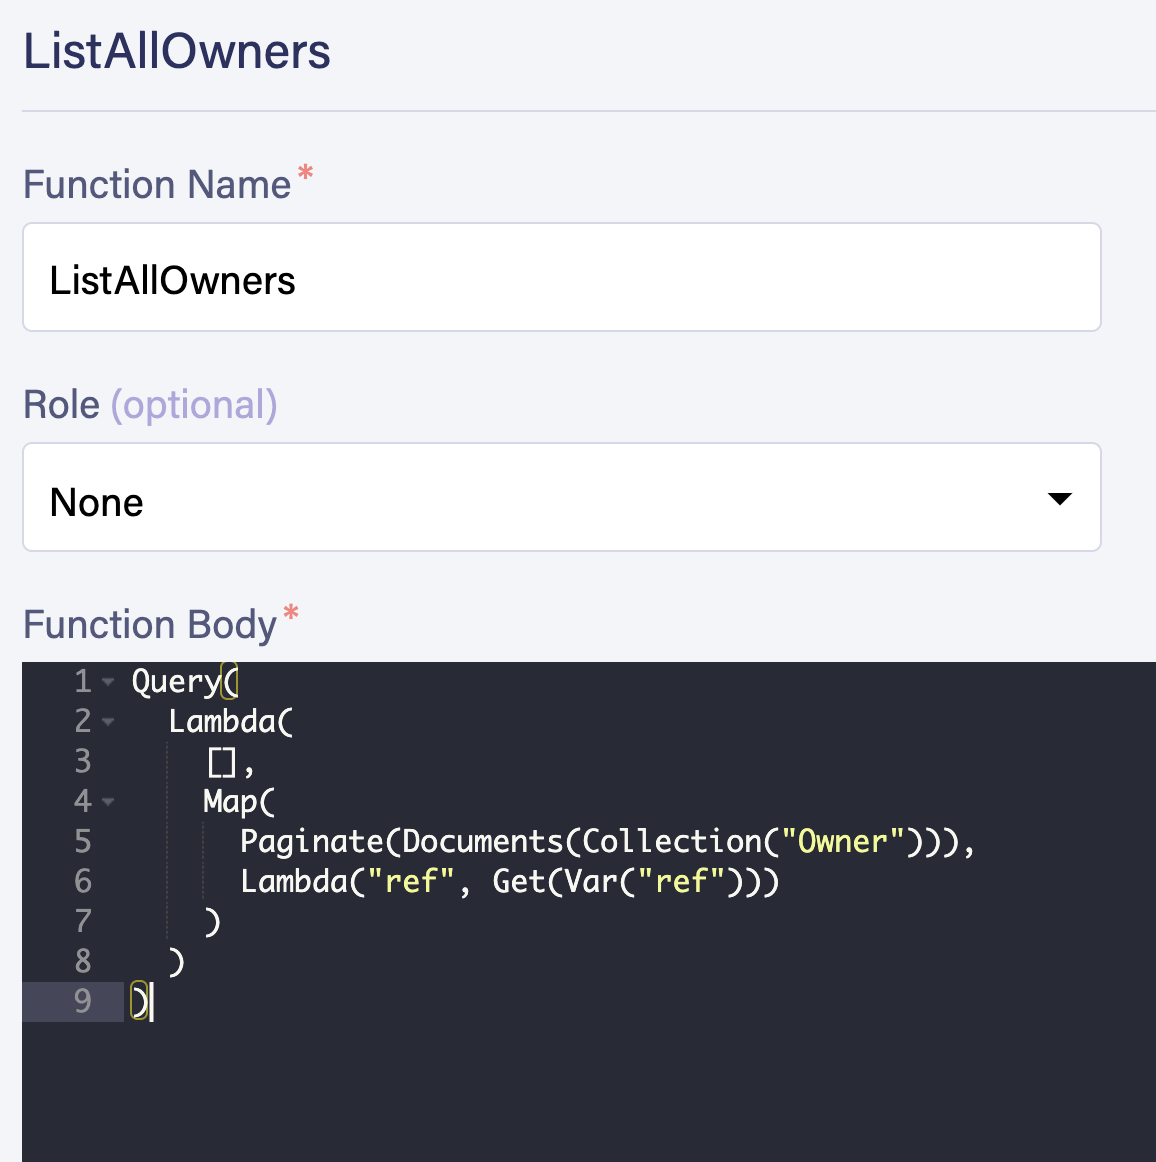 ListAllOwners
Function Name*
ListAllOwners
Role (optional)
None
Function Body*
1 Query(
2   Lambda(
3     [],
4     Map(
5       Paginate(Documents(Collection("Owner"))),
6       Lambda("ref", Get(Var("ref")))
7     )
8   )
9 )